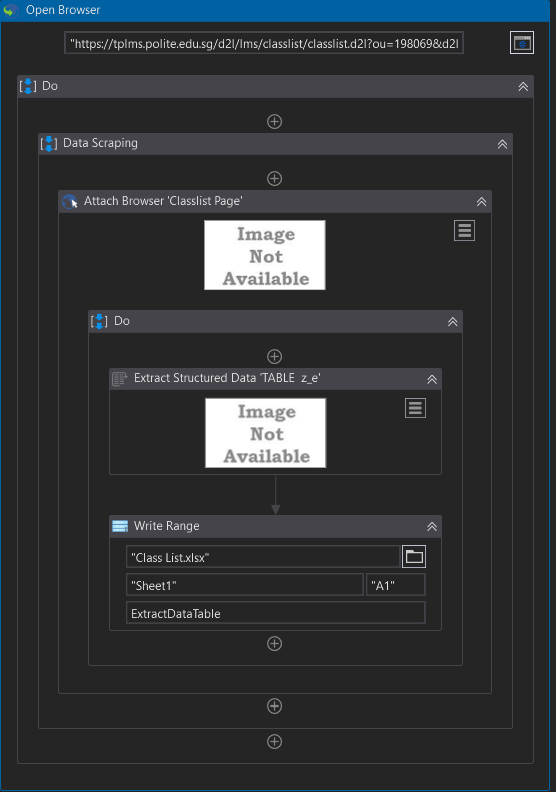 Open Browser
"https://tplms.polite.edu.sg/d2l/lms/classlist/classlist.d2l?ou=198069&d2l
Do
Data Scraping
Attach Browser 'Classlist Page'
Image
Not
Available
Do
Extract Structured Data 'TABLE  z_e'
Image
Not
Available
Write Range
"Class List.xlsx"
"Sheet1" "A1"
ExtractDataTable